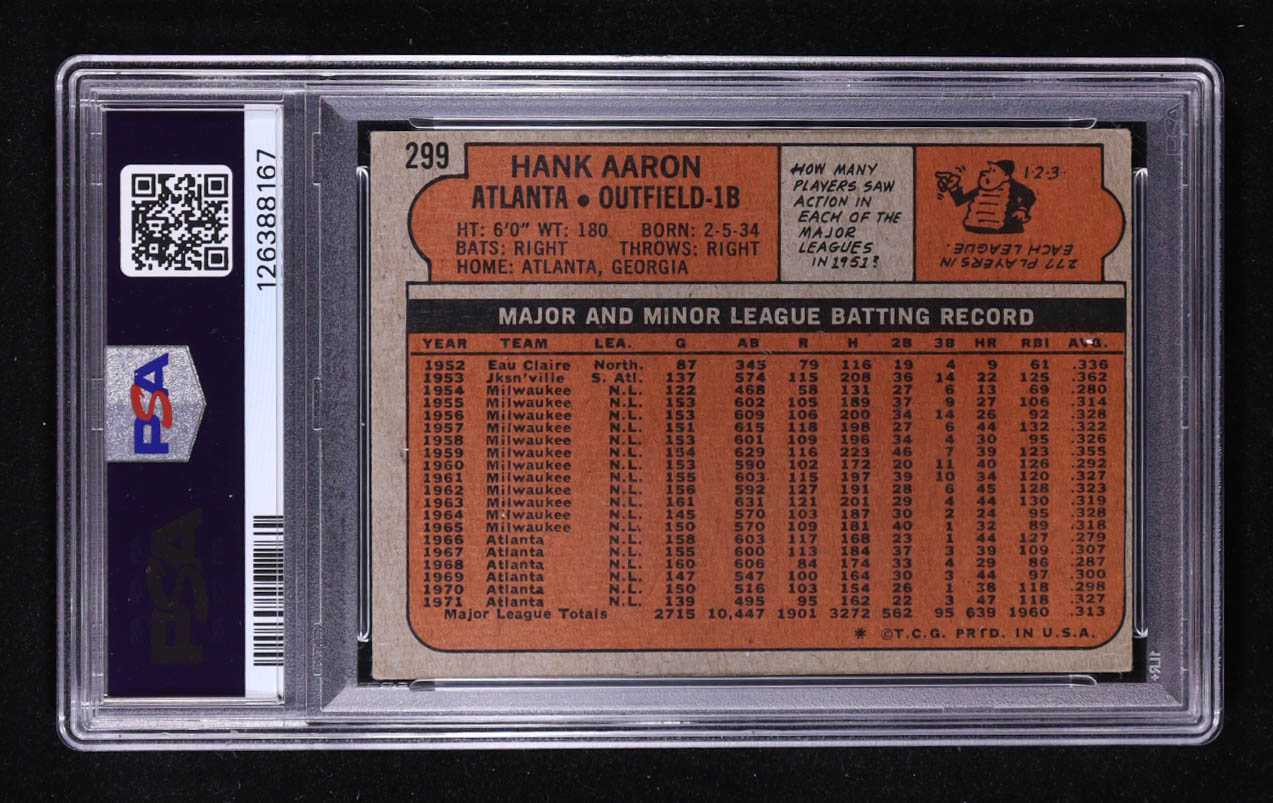 126388167
PSA
PSA
299
HANK AARON
ATLANTA • OUTFIELD-1B
HT: 6'0" WT: 180 BORN: 2-5-34
BATS: RIGHT THROWS: RIGHT
HOME: ATLANTA, GEORGIA
HOW MANY
PLAYERS SAW
ACTION IN
EACH OF THE
MAJOR
LEAGUES
IN 1951?
1-2-3--
277 PLAYERS IN
EACH LEAGUE.
MAJOR AND MINOR LEAGUE BATTING RECORD
YEAR TEAM LEA. G AB R H 2B 3B HR RBI AVG.
1952 Eau Claire North. 87 345 79 116 19 4 9 61 .336
1953 Jksn'ville S. Atl. 137 574 115 208 36 14 22 125 .362
1954 Milwaukee N.L. 122 468 58 131 27 6 13 69 .280
1955 Milwaukee N.L. 153 602 105 189 37 9 27 106 .314
1956 Milwaukee N.L. 153 609 106 200 34 14 26 92 .328
1957 Milwaukee N.L. 151 615 118 198 27 6 44 132 .322
1958 Milwaukee N.L. 153 601 109 196 34 4 30 95 .326
1959 Milwaukee N.L. 154 629 116 223 46 7 39 123 .355
1960 Milwaukee N.L. 153 590 102 172 20 11 40 126 .292
1961 Milwaukee N.L. 155 603 115 197 39 10 34 120 .327
1962 Milwaukee N.L. 156 592 127 191 28 6 45 128 .323
1963 Milwaukee N.L. 161 631 121 201 29 4 44 130 .319
1964 Milwaukee N.L. 145 570 103 187 30 2 24 95 .328
1965 Milwaukee N.L. 150 570 109 181 40 1 32 89 .318
1966 Atlanta N.L. 158 603 117 168 23 1 44 127 .279
1967 Atlanta N.L. 155 600 113 184 37 3 39 109 .307
1968 Atlanta N.L. 160 606 84 174 33 4 29 86 .287
1969 Atlanta N.L. 147 547 100 164 30 3 44 97 .300
1970 Atlanta N.L. 150 516 103 154 26 1 38 118 .298
1971 Atlanta N.L. 139 495 95 162 22 3 47 118 .327
Major League Totals 2715 10,447 1901 3272 562 95 639 1960 .313
* ©T.C.G. PRTD. IN U.S.A.
PSA